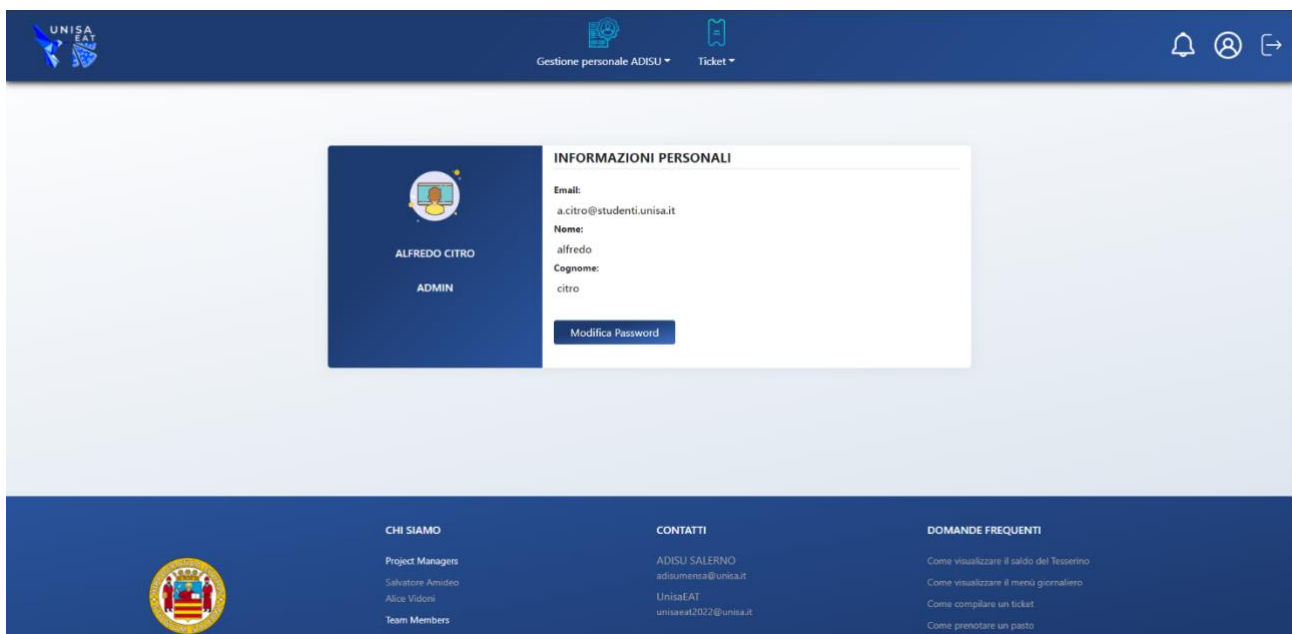 UNISA
EAT
Gestione personale ADISU
Ticket
INFORMAZIONI PERSONALI
Email:
a.citro@studenti.unisa.it
Nome:
alfredo
Cognome:
citro
Modifica Password
ALFREDO CITRO
ADMIN
CHI SIAMO
Project Managers
Salvatore Amideo
Alice Vidoni
Team Members
CONTATTI
ADISU SALERNO
adisumensa@unisa.it
UnisaEAT
unisaeat2022@unisa.it
DOMANDE FREQUENTI
Come visualizzare il saldo del Tesserino
Come visualizzare il menù giornaliero
Come compilare un ticket
Come prenotare un pasto